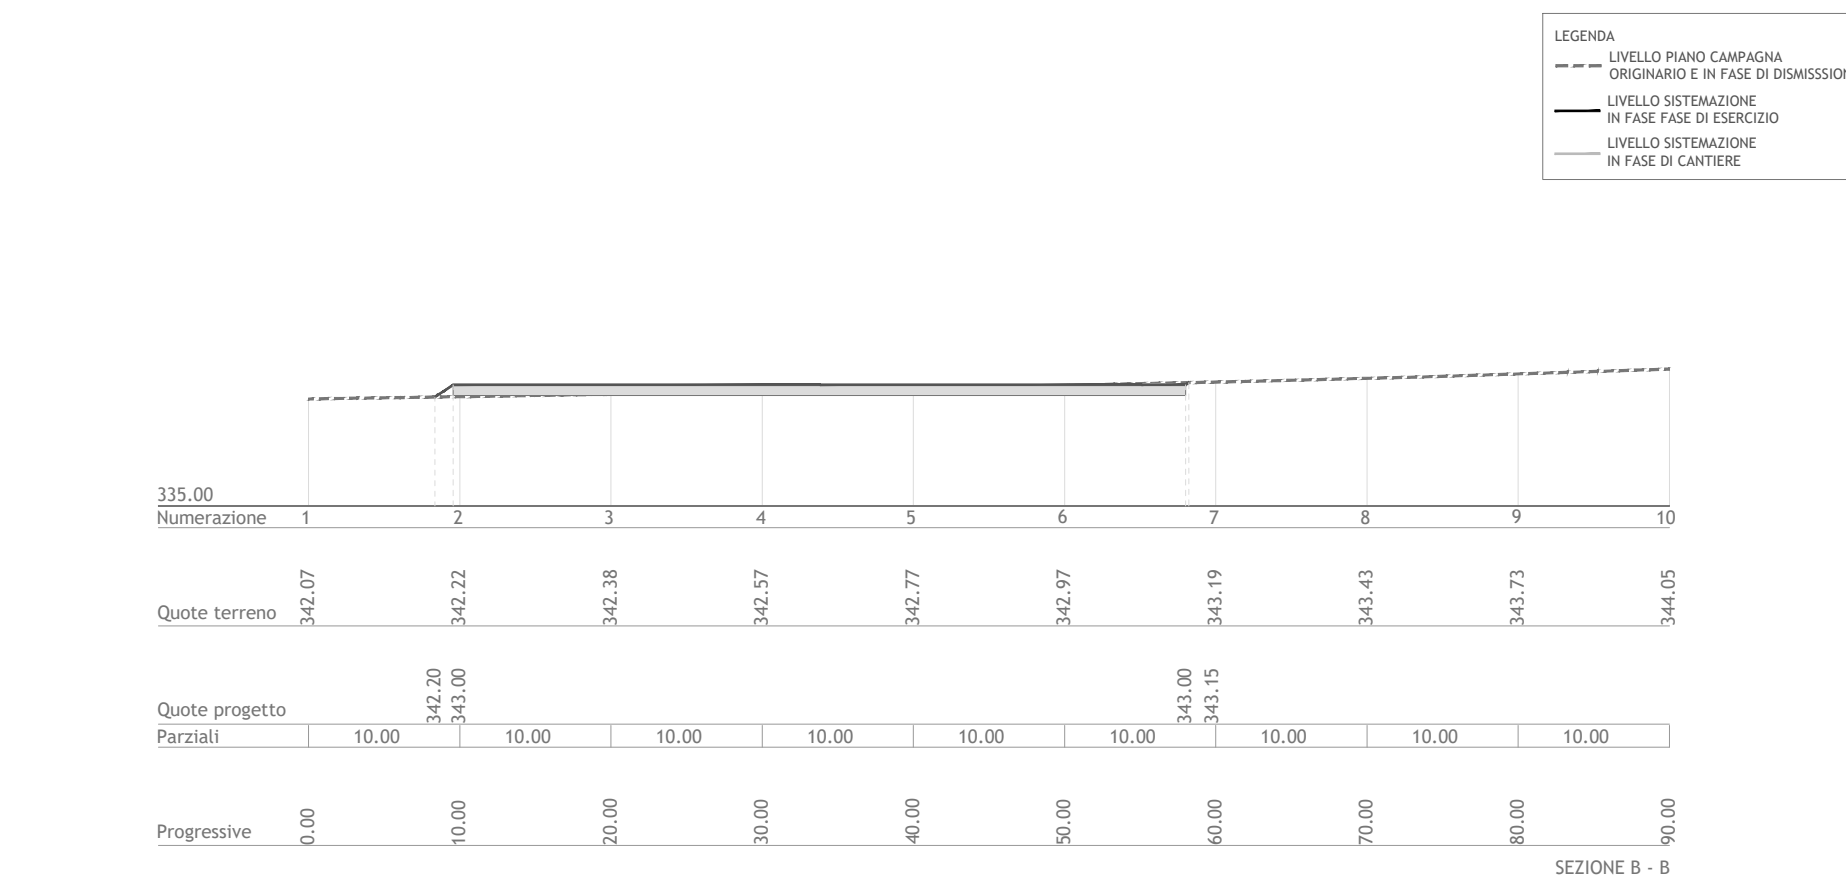 LEGENDA
LIVELLO PIANO CAMPAGNA
ORIGINARIO E IN FASE DI DISMISSSION
LIVELLO SISTEMAZIONE
IN FASE FASE DI ESERCIZIO
LIVELLO SISTEMAZIONE
IN FASE DI CANTIERE
335.00
Numerazione 1 2 3 4 5 6 7 8 9 10
Quote terreno 342.07 342.22 342.38 342.57 342.77 342.97 343.19 343.43 343.73 344.05
Quote progetto 342.20 343.00 343.00 343.15
Parziali 10.00 10.00 10.00 10.00 10.00 10.00 10.00 10.00 10.00
Progressive 0.00 10.00 20.00 30.00 40.00 50.00 60.00 70.00 80.00 90.00
SEZIONE B - B